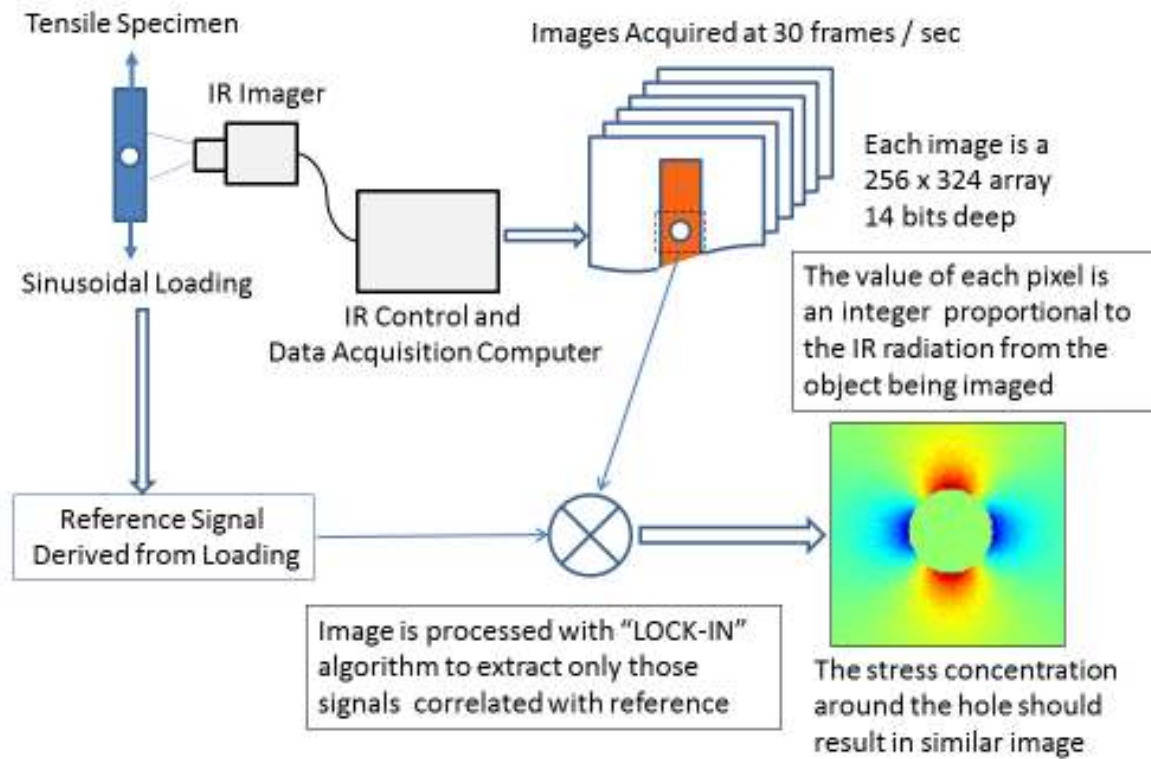 Tensile Specimen
IR Imager
Images Acquired at 30 frames / sec
Each image is a
256 x 324 array
14 bits deep
Sinusoidal Loading
IR Control and
Data Acquisition Computer
The value of each pixel is
an integer proportional to
the IR radiation from the
object being imaged
Reference Signal
Derived from Loading
Image is processed with “LOCK-IN”
algorithm to extract only those
signals correlated with reference
The stress concentration
around the hole should
result in similar image